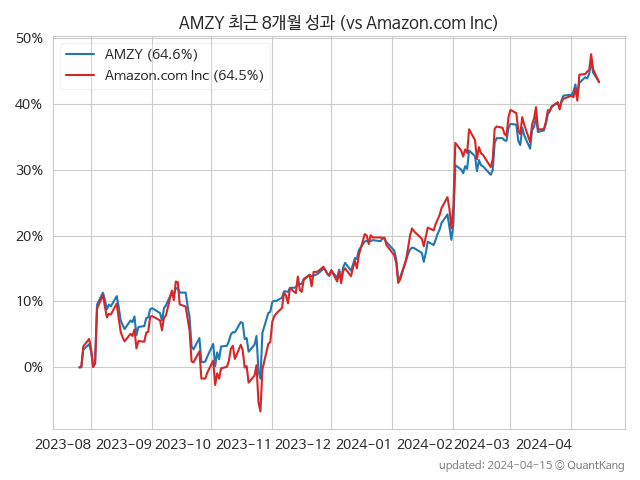 AMZY 최근 8개월 성과 (vs Amazon.com Inc)
AMZY (64.6%)
Amazon.com Inc (64.5%)
50%
40%
30%
20%
10%
0%
2023-08 2023-09 2023-10 2023-11 2023-12 2024-01 2024-02 2024-03 2024-04
updated: 2024-04-15 © QuantKang